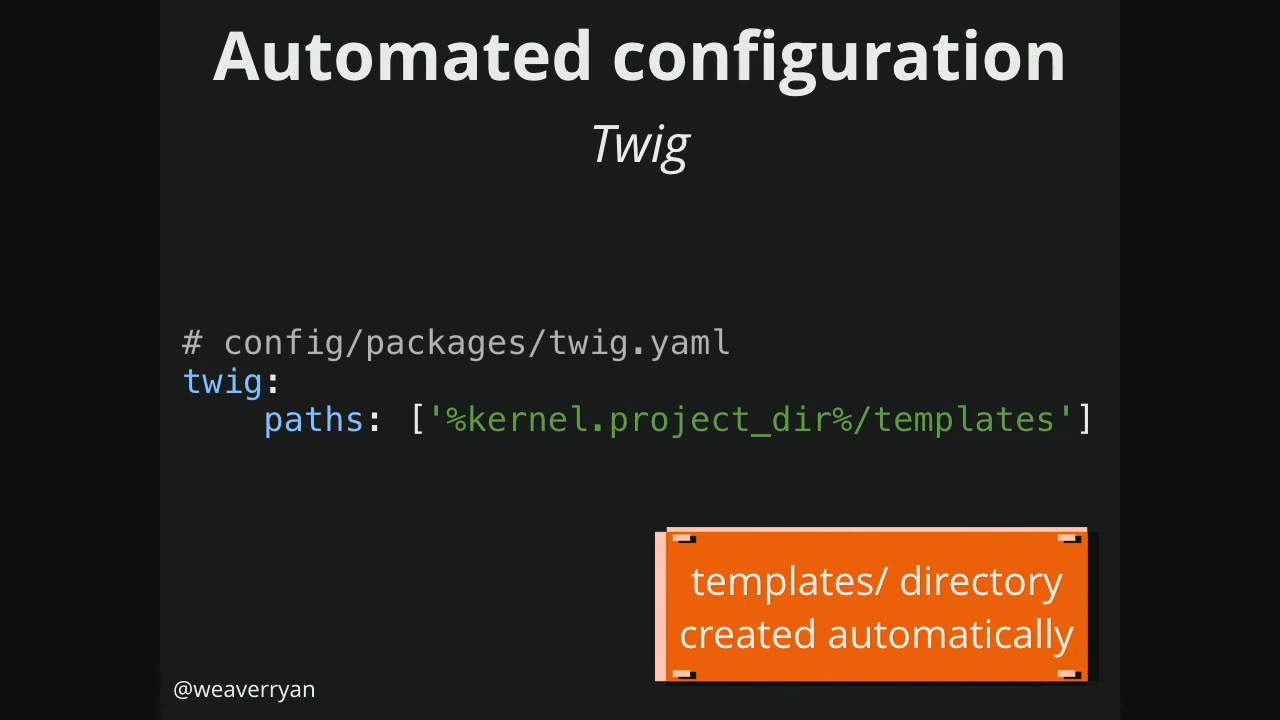 Automated configuration
Twig
# config/packages/twig.yaml
twig:
    paths: ['%kernel.project_dir%/templates']
templates/ directory
created automatically
@weaverryan